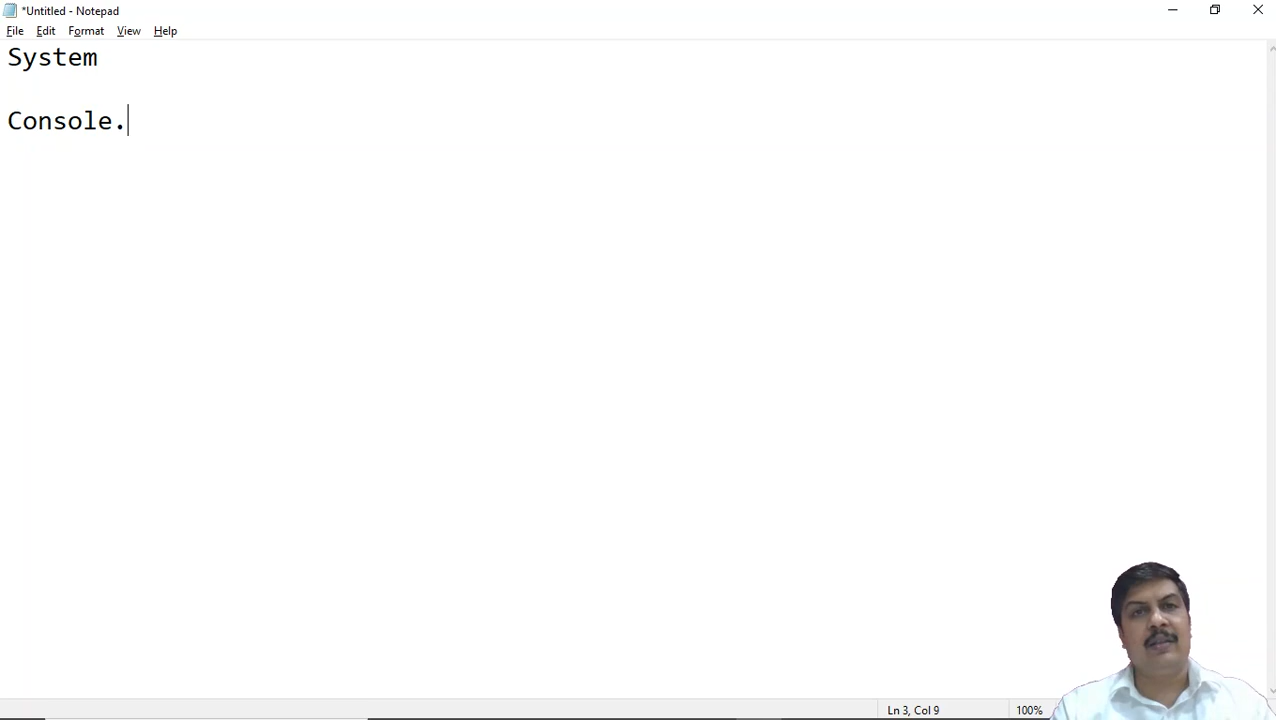 *Untitled - Notepad
File Edit Format View Help
System
Console.
Ln 3, Col 9 100%